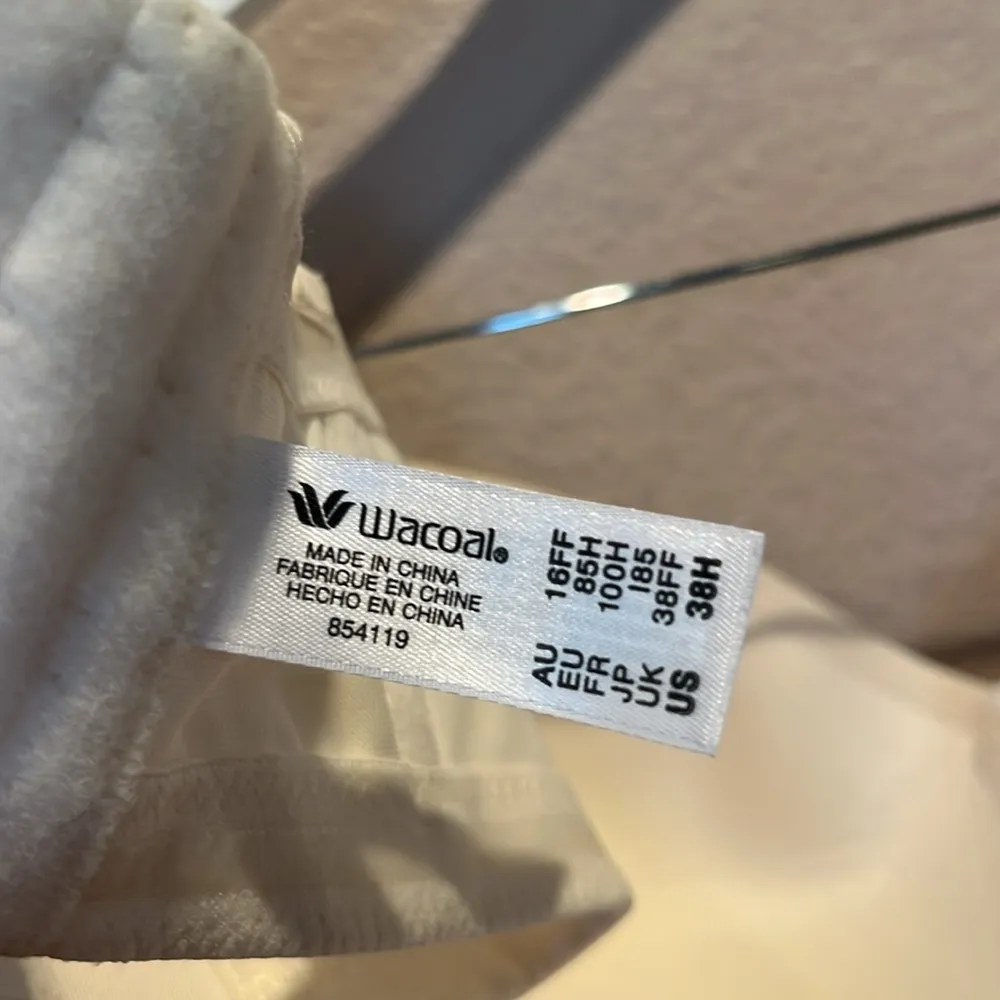 wacoal®
MADE IN CHINA
FABRIQUE EN CHINE
HECHO EN CHINA
854119
AU 16FF
EU 85H
FR 100H
JP I85
UK 38FF
US 38H